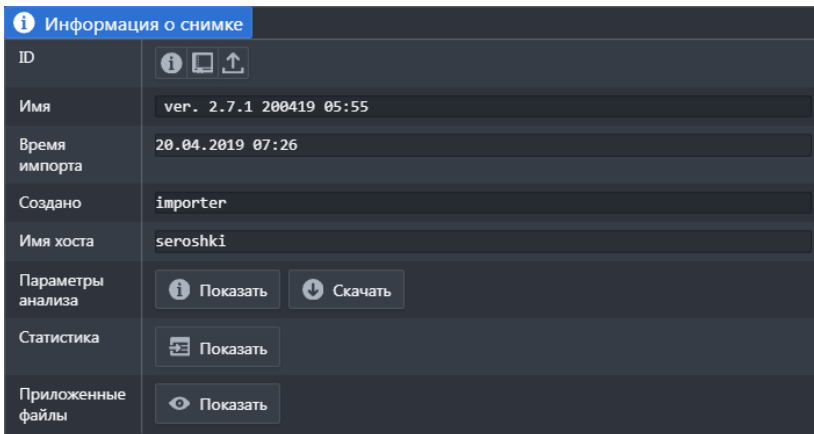 Информация о снимке
ID
Имя
ver. 2.7.1 200419 05:55
Время
импорта
20.04.2019 07:26
Создано
importer
Имя хоста
seroshki
Параметры
анализа
Показать
Скачать
Статистика
Показать
Приложенные
файлы
Показать